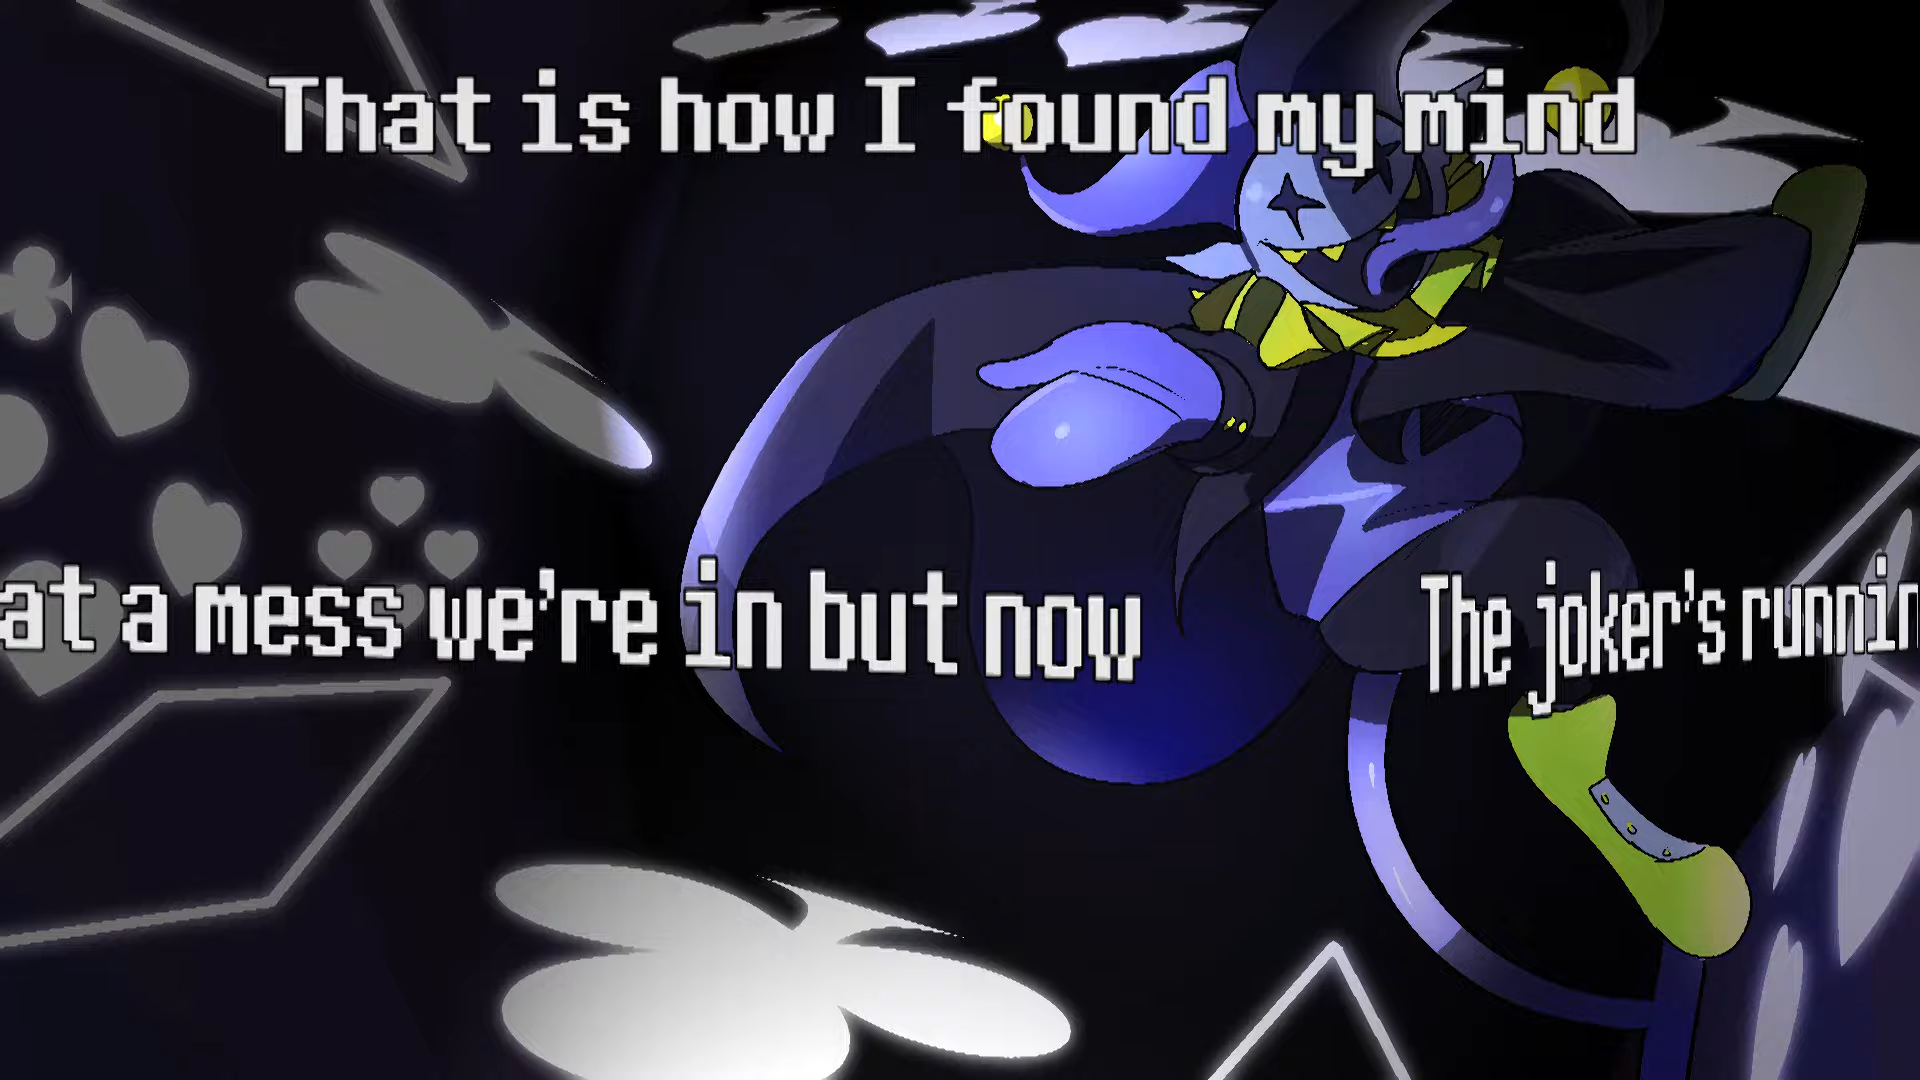 That is how I found my mind
at a mess we're in but now
The joker's runnin